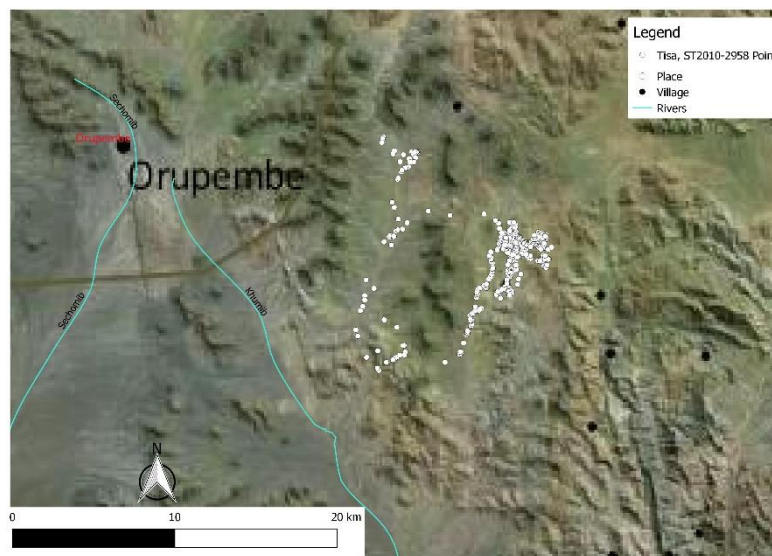 Legend
Tisa, ST2010-2958 Poin
Place
Village
Rivers
Sechomib
Orupembe
Orupembe
Khumib
Sechomib
N
0 10 20 km